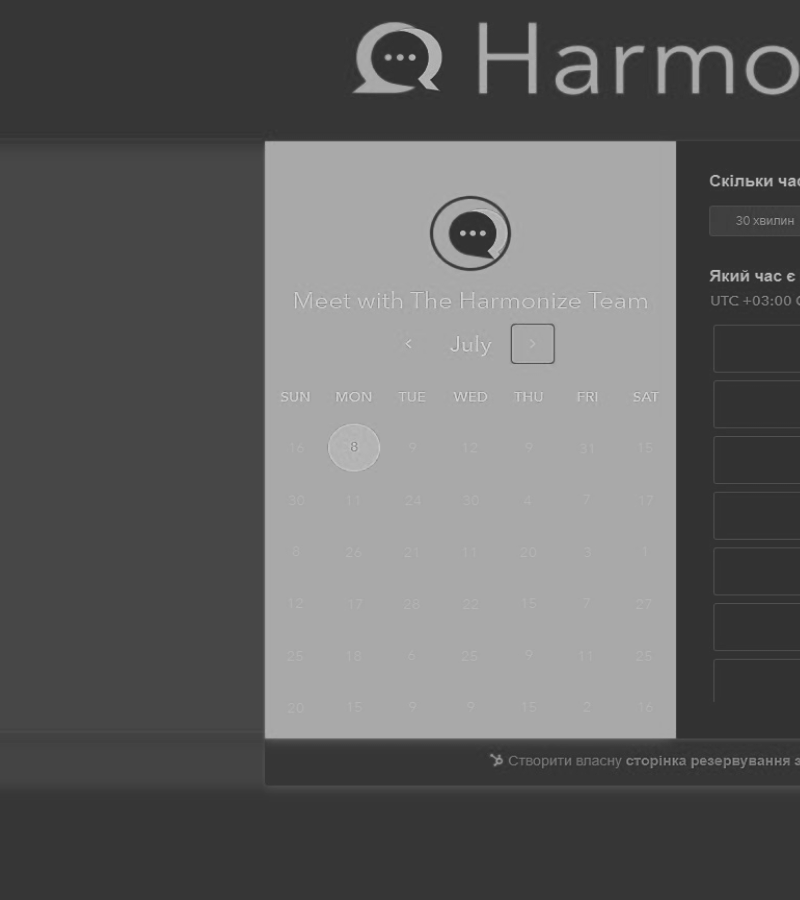 Harmo
Скільки час
30 хвилин
Який час є
UTC +03:00
Meet with The Harmonize Team
July
SUN MON TUE WED THU FRI SAT
16 8 9 12 9 31 15
30 11 24 30 4 7 17
6 26 21 11 20 3 1
12 17 28 22 15 7 27
25 18 6 25 9 11 25
20 15 9 9 15 2 16
Створити власну сторінка резервування з